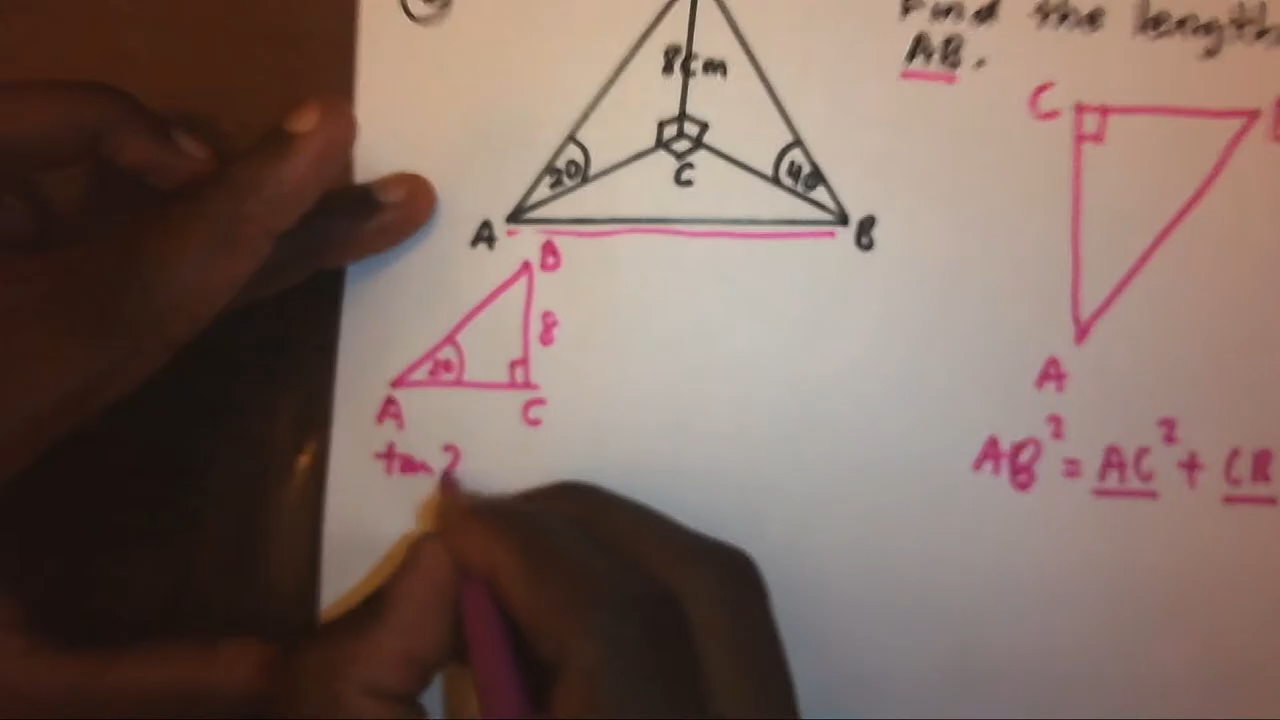 Find the length
AB.
8cm
20
40
C
A
B
C
A
D
8
20
A
C
tan 2
AB² = AC² + CB